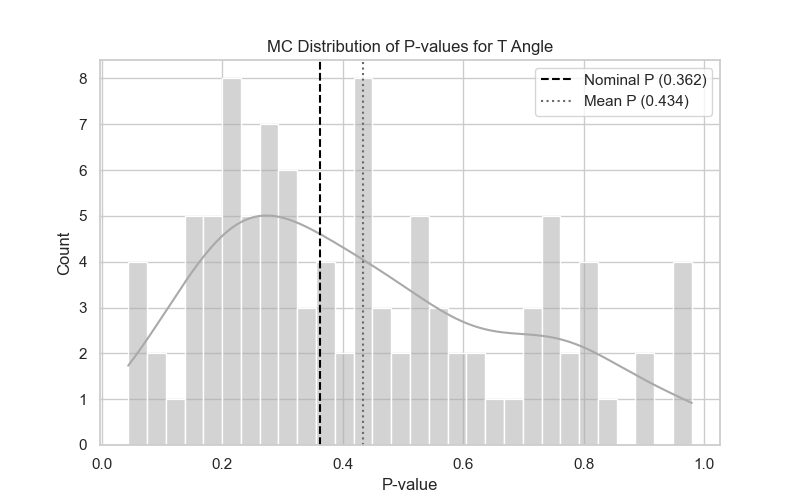 MC Distribution of P-values for T Angle
Nominal P (0.362)
Mean P (0.434)
8
7
6
5
4
3
2
1
0
Count
0.0 0.2 0.4 0.6 0.8 1.0
P-value